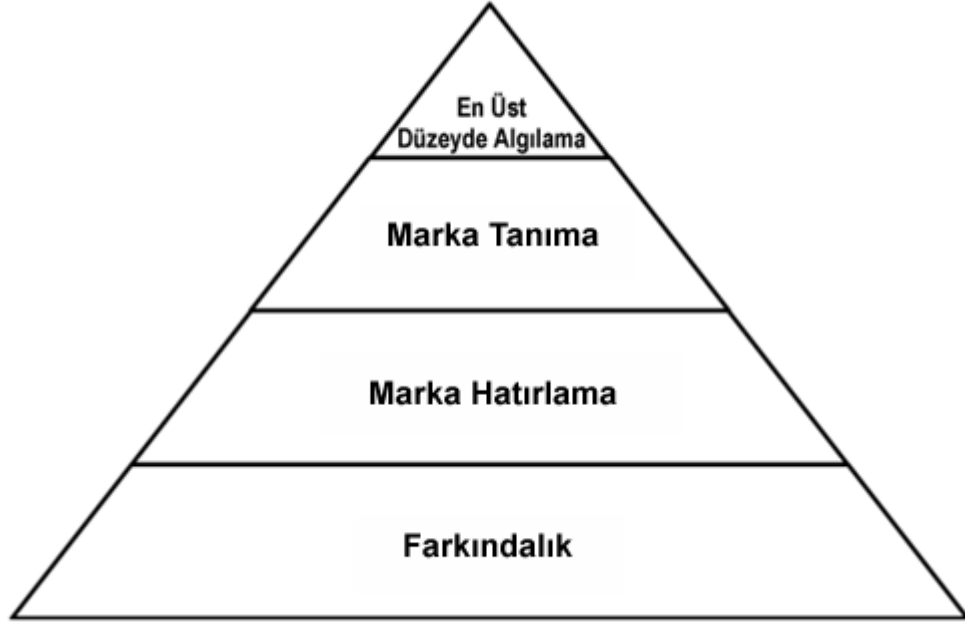 En Üst
Düzeyde Algılama
Marka Tanıma
Marka Hatırlama
Farkındalık